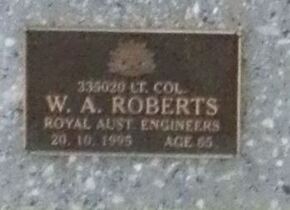 335020 LT. COL.
W. A. ROBERTS
ROYAL AUST. ENGINEERS
20. 10. 1995 AGE 65